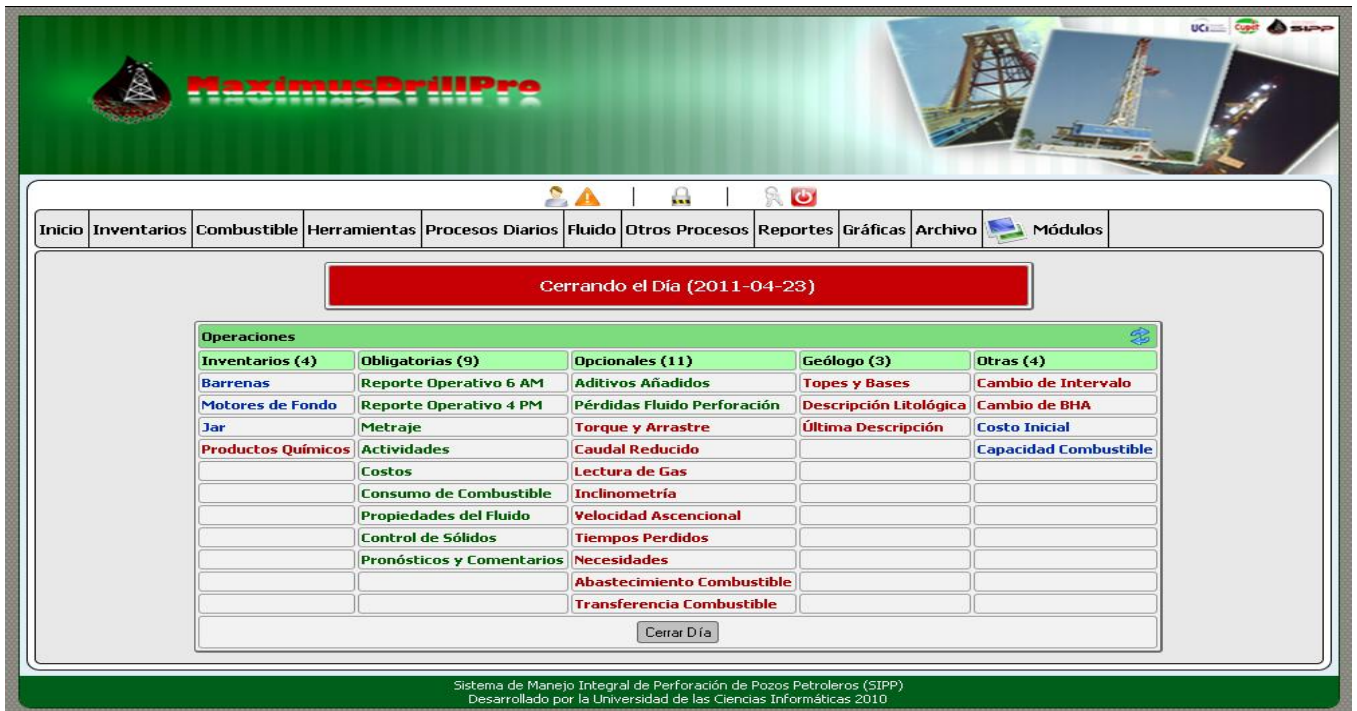 UCi Cupet SIPP
MaximusDrillPro
Inicio Inventarios Combustible Herramientas Procesos Diarios Fluido Otros Procesos Reportes Gráficas Archivo Módulos
Cerrando el Día (2011-04-23)
Operaciones
Inventarios (4) Obligatorias (9) Opcionales (11) Geólogo (3) Otras (4)
Barrenas Reporte Operativo 6 AM Aditivos Añadidos Topes y Bases Cambio de Intervalo
Motores de Fondo Reporte Operativo 4 PM Pérdidas Fluido Perforación Descripción Litológica Cambio de BHA
Jar Metraje Torque y Arrastre Última Descripción Costo Inicial
Productos Químicos Actividades Caudal Reducido Capacidad Combustible
Costos Lectura de Gas
Consumo de Combustible Inclinometría
Propiedades del Fluido Velocidad Ascencional
Control de Sólidos Tiempos Perdidos
Pronósticos y Comentarios Necesidades
Abastecimiento Combustible
Transferencia Combustible
Cerrar Día
Sistema de Manejo Integral de Perforación de Pozos Petroleros (SIPP)
Desarrollado por la Universidad de las Ciencias Informáticas 2010